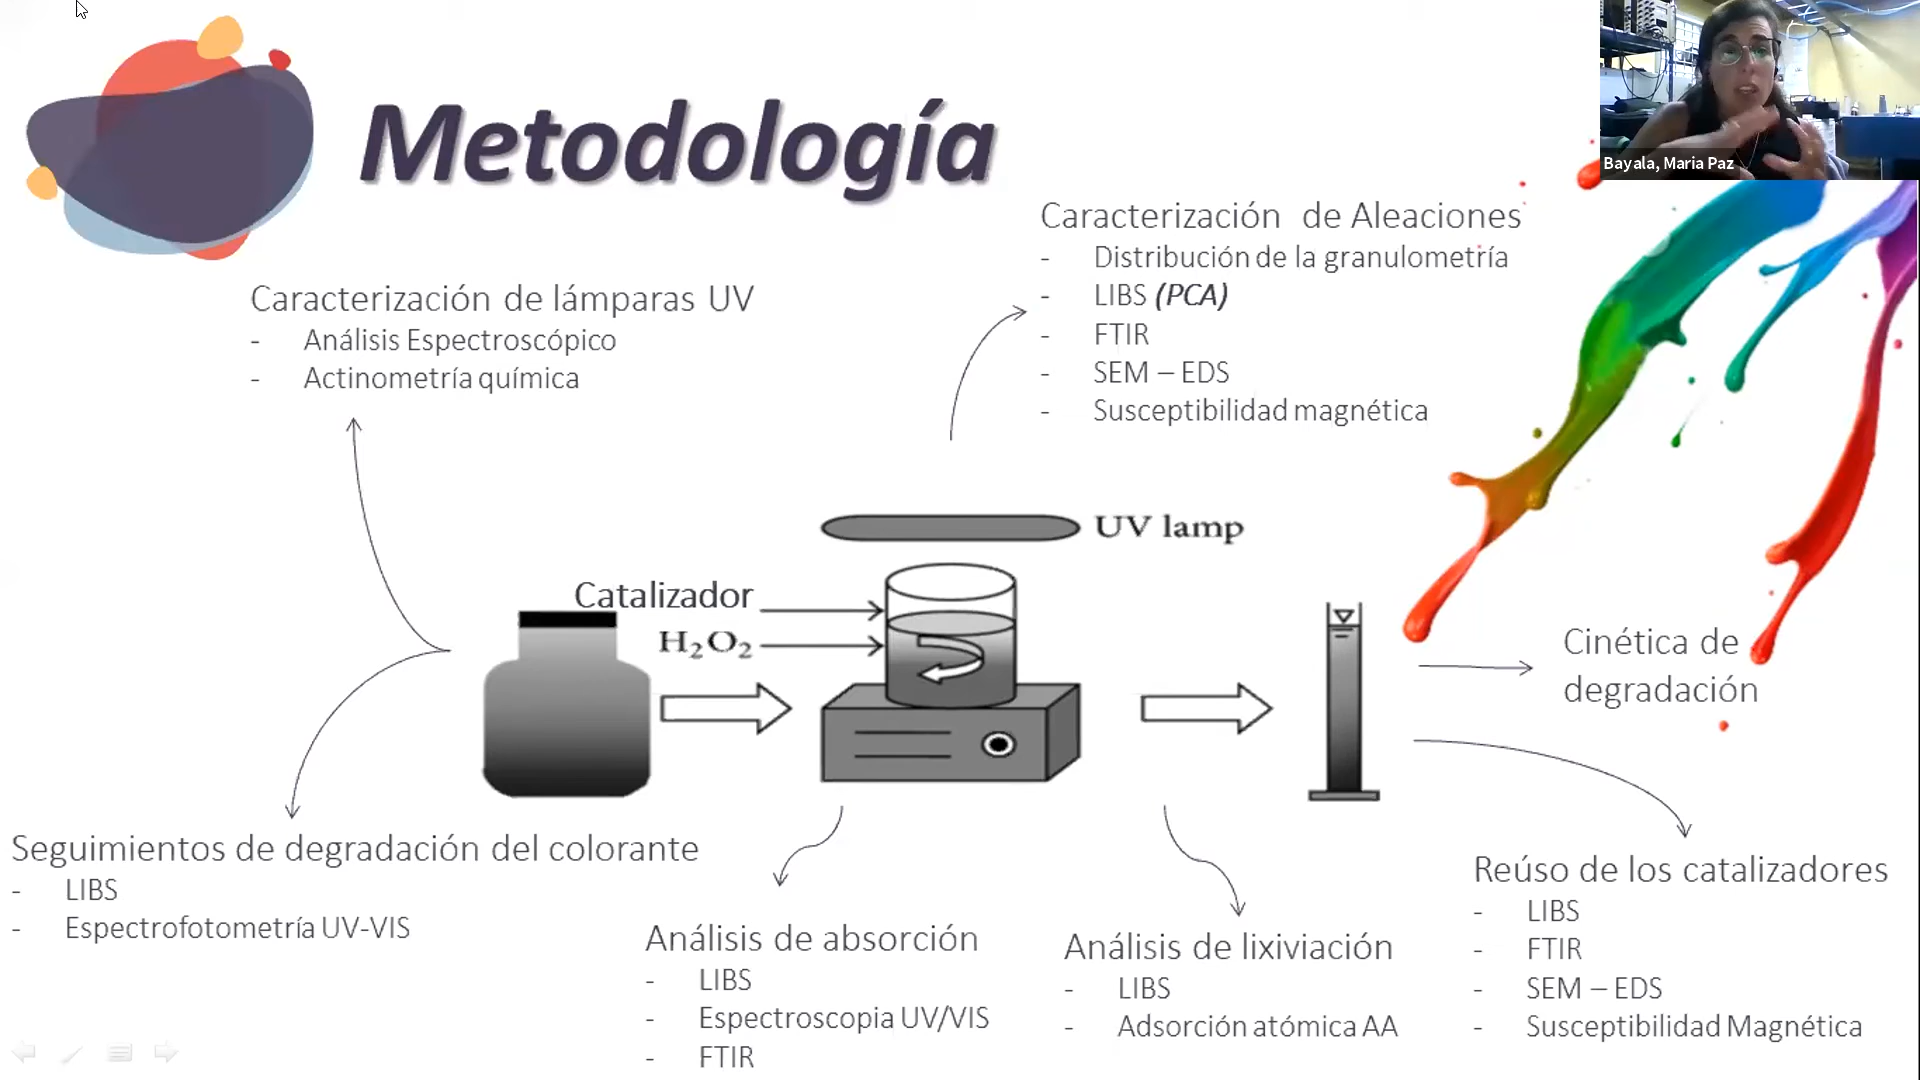 Metodología
Bayala, Maria Paz
Caracterización de Aleaciones
- Distribución de la granulometría
- LIBS (PCA)
- FTIR
- SEM – EDS
- Susceptibilidad magnética
Caracterización de lámparas UV
- Análisis Espectroscópico
- Actinometría química
UV lamp
Catalizador
H₂O₂
Cinética de
degradación
Seguimientos de degradación del colorante
- LIBS
- Espectrofotometría UV-VIS
Análisis de absorción
- LIBS
- Espectroscopia UV/VIS
- FTIR
Análisis de lixiviación
- LIBS
- Adsorción atómica AA
Reúso de los catalizadores
- LIBS
- FTIR
- SEM – EDS
- Susceptibilidad Magnética